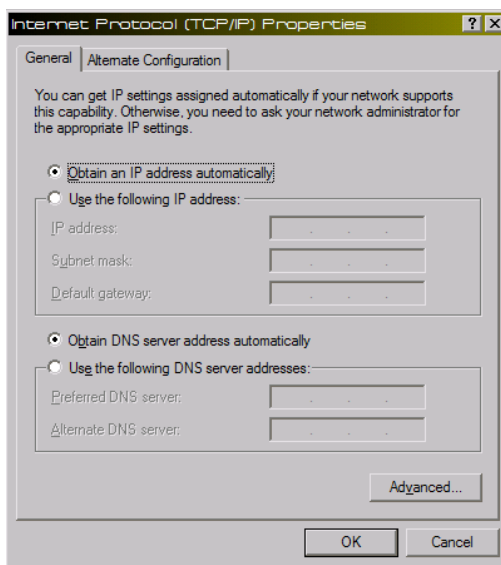 Internet Protocol (TCP/IP) Properties
General
Alternate Configuration
You can get IP settings assigned automatically if your network supports
this capability. Otherwise, you need to ask your network administrator for
the appropriate IP settings.
Obtain an IP address automatically
Use the following IP address:
IP address:
Subnet mask:
Default gateway:
Obtain DNS server address automatically
Use the following DNS server addresses:
Preferred DNS server:
Alternate DNS server:
Advanced...
OK
Cancel